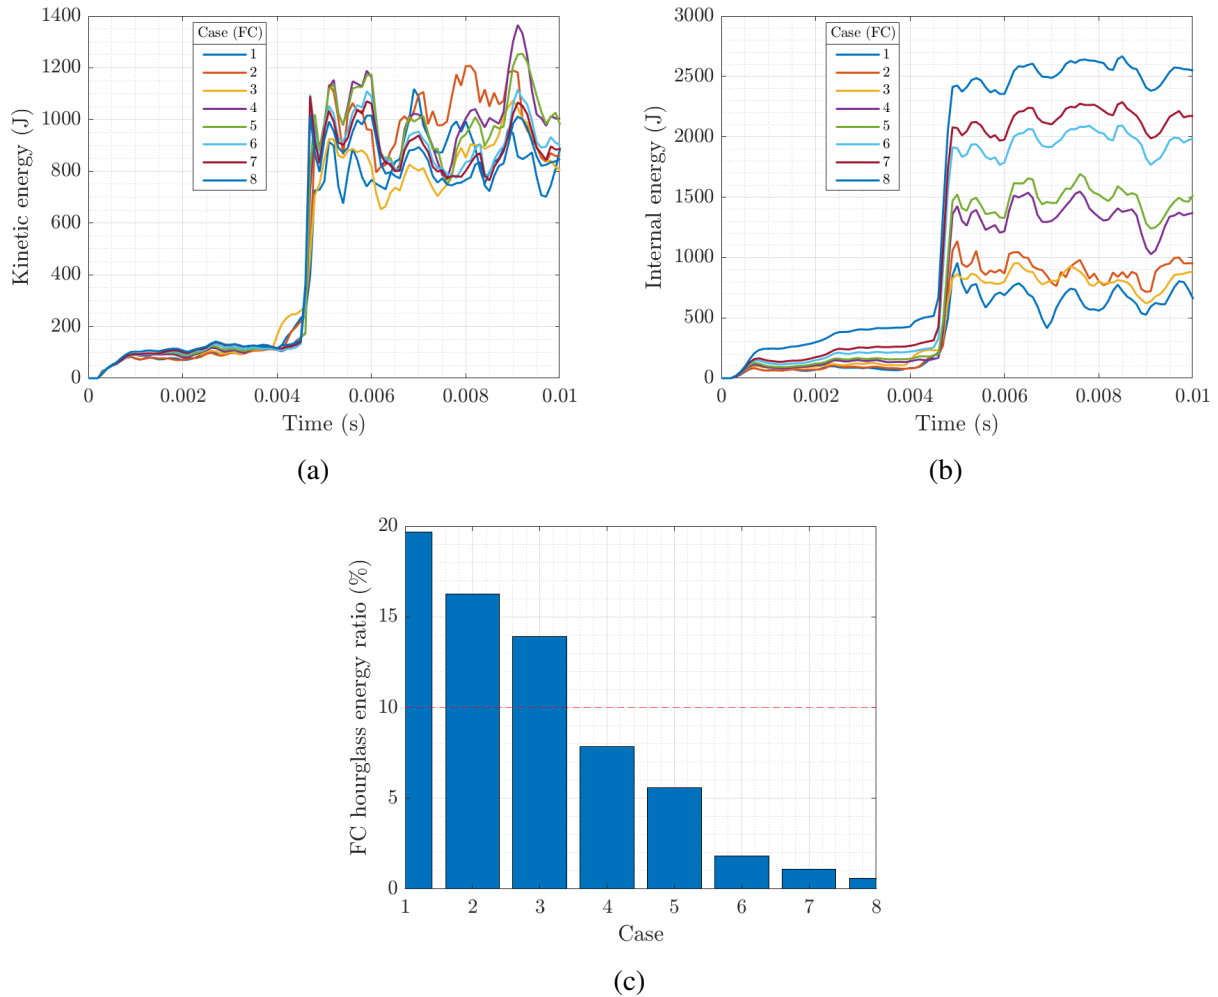 1400
1200
1000
800
600
400
200
0
Kinetic energy (J)
Case (FC)
1
2
3
4
5
6
7
8
0 0.002 0.004 0.006 0.008 0.01
Time (s)
(a)
3000
2500
2000
1500
1000
500
0
Internal energy (J)
Case (FC)
1
2
3
4
5
6
7
8
0 0.002 0.004 0.006 0.008 0.01
Time (s)
(b)
20
15
10
5
0
FC hourglass energy ratio (%)
1 2 3 4 5 6 7 8
Case
(c)